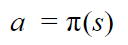 a = π(s)